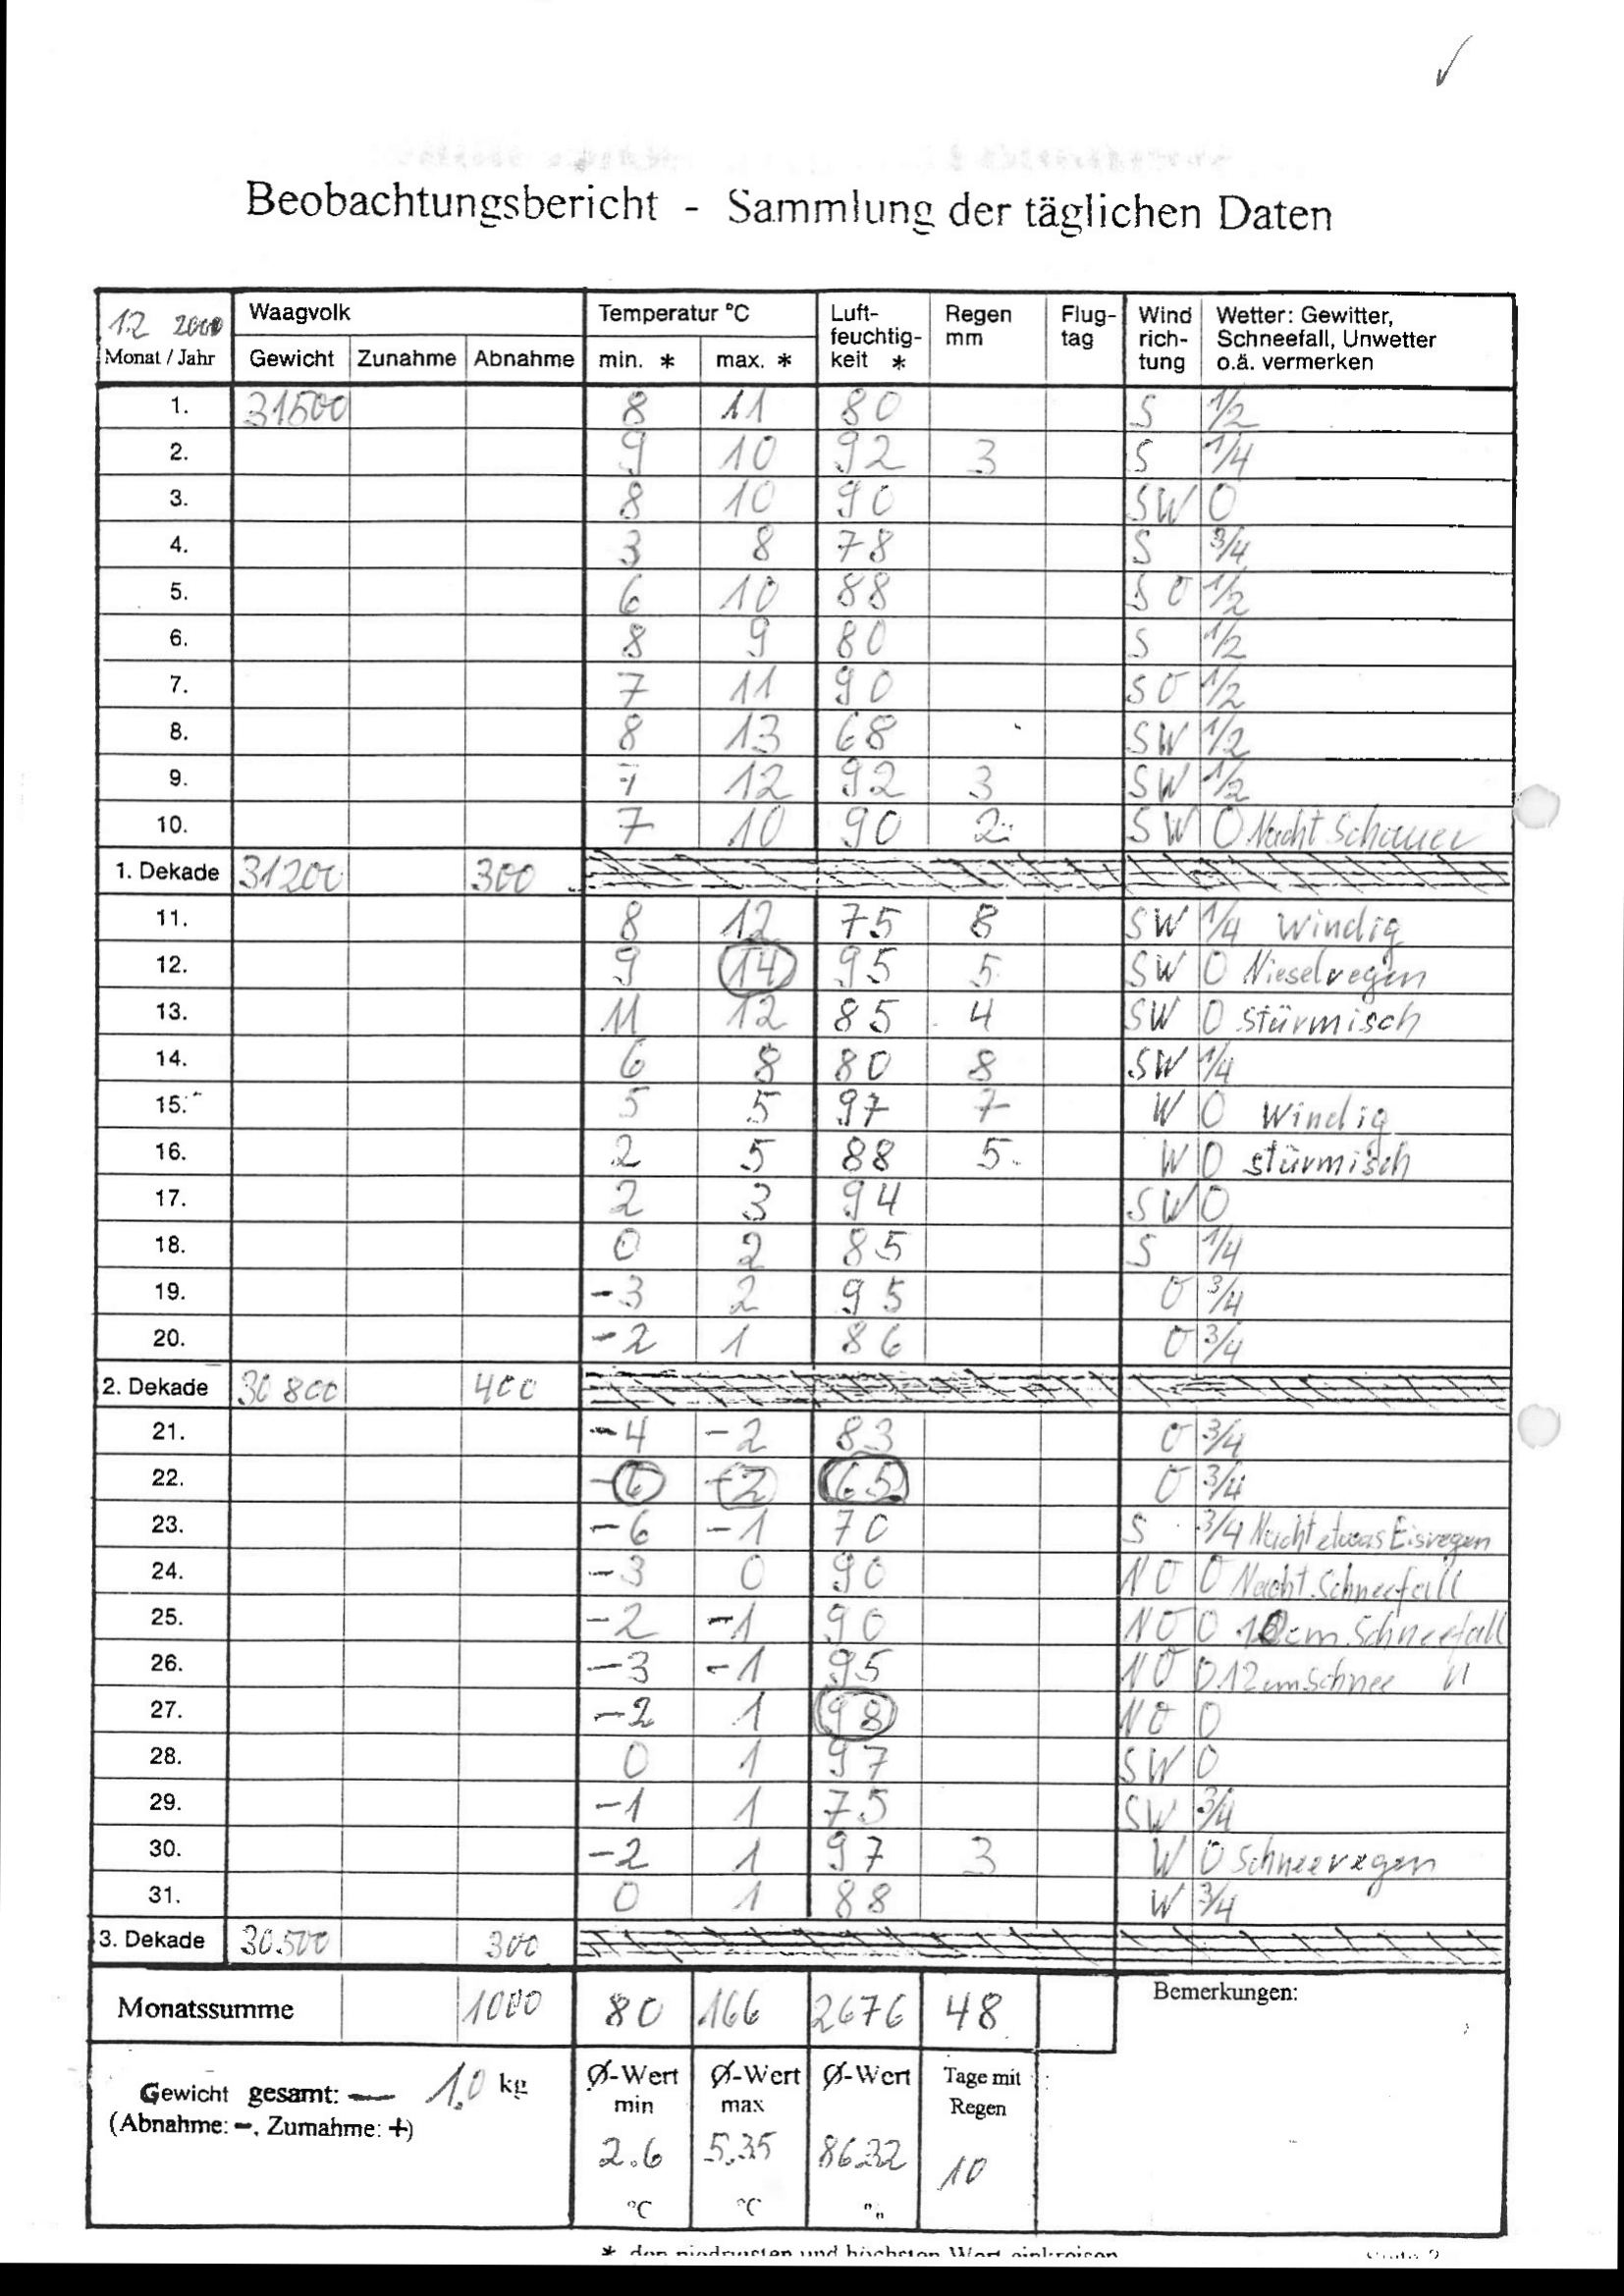 Beobachtungsbericht - Sammlung der täglichen Daten
12 2000 Waagvolk Temperatur °C Luft- Regen Flug- Wind Wetter: Gewitter,
feuchtig- mm tag rich- Schneefall, Unwetter
Monat / Jahr Gewicht Zunahme Abnahme min. * max. * keit * tung o.ä. vermerken
1. 31500 8 11 80 S 1/2
2. 9 10 92 3 S 1/4
3. 8 10 90 SW 0
4. 3 8 78 S 3/4
5. 6 10 88 SO 1/2
6. 8 9 80 S 1/2
7. 7 11 90 SO 1/2
8. 8 13 68 SW 1/2
9. 7 12 92 3 SW 1/2
10. 7 10 90 2 SW 0 Nacht Schauer
1. Dekade 31200 300
11. 8 12 75 8 SW 1/4 Windig
12. 9 14 95 5 SW 0 Nieselregen
13. 11 12 85 4 SW 0 stürmisch
14. 6 8 80 8 SW 1/4
15. 5 5 97 7 W 0 Windig
16. 2 5 88 5 W 0 stürmisch
17. 2 3 94 SW 0
18. 0 2 85 S 1/4
19. -3 2 95 O 3/4
20. -2 1 86 O 3/4
2. Dekade 30800 400
21. -4 -2 83 O 3/4
22. -6 -2 65 O 3/4
23. -6 -1 70 S 3/4 Nacht etwas Eisregen
24. -3 0 90 NO 0 Nacht Schneefall
25. -2 -1 90 NO 0 10cm Schneefall
26. -3 -1 95 NO 0 12cm Schnee "
27. -2 1 98 NO 0
28. 0 1 97 SW 0
29. -1 1 75 SW 3/4
30. -2 1 97 3 W 0 Schneeregen
31. 0 1 88 W 3/4
3. Dekade 30.500 300
Monatssumme 1000 80 166 2676 48 Bemerkungen:
Gewicht gesamt: — 1,0 kg Ø-Wert Ø-Wert Ø-Wert Tage mit
(Abnahme: -, Zumahme: +) min max Regen
2.6 5.35 86.32 10
°C °C
* den niedrigsten und höchsten Wert einkreisen